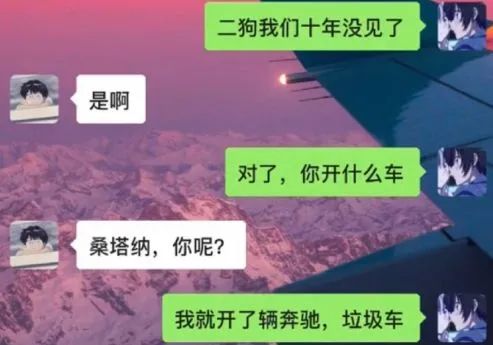 二狗我们十年没见了
是啊
对了，你开什么车
桑塔纳，你呢？
我就开了辆奔驰，垃圾车